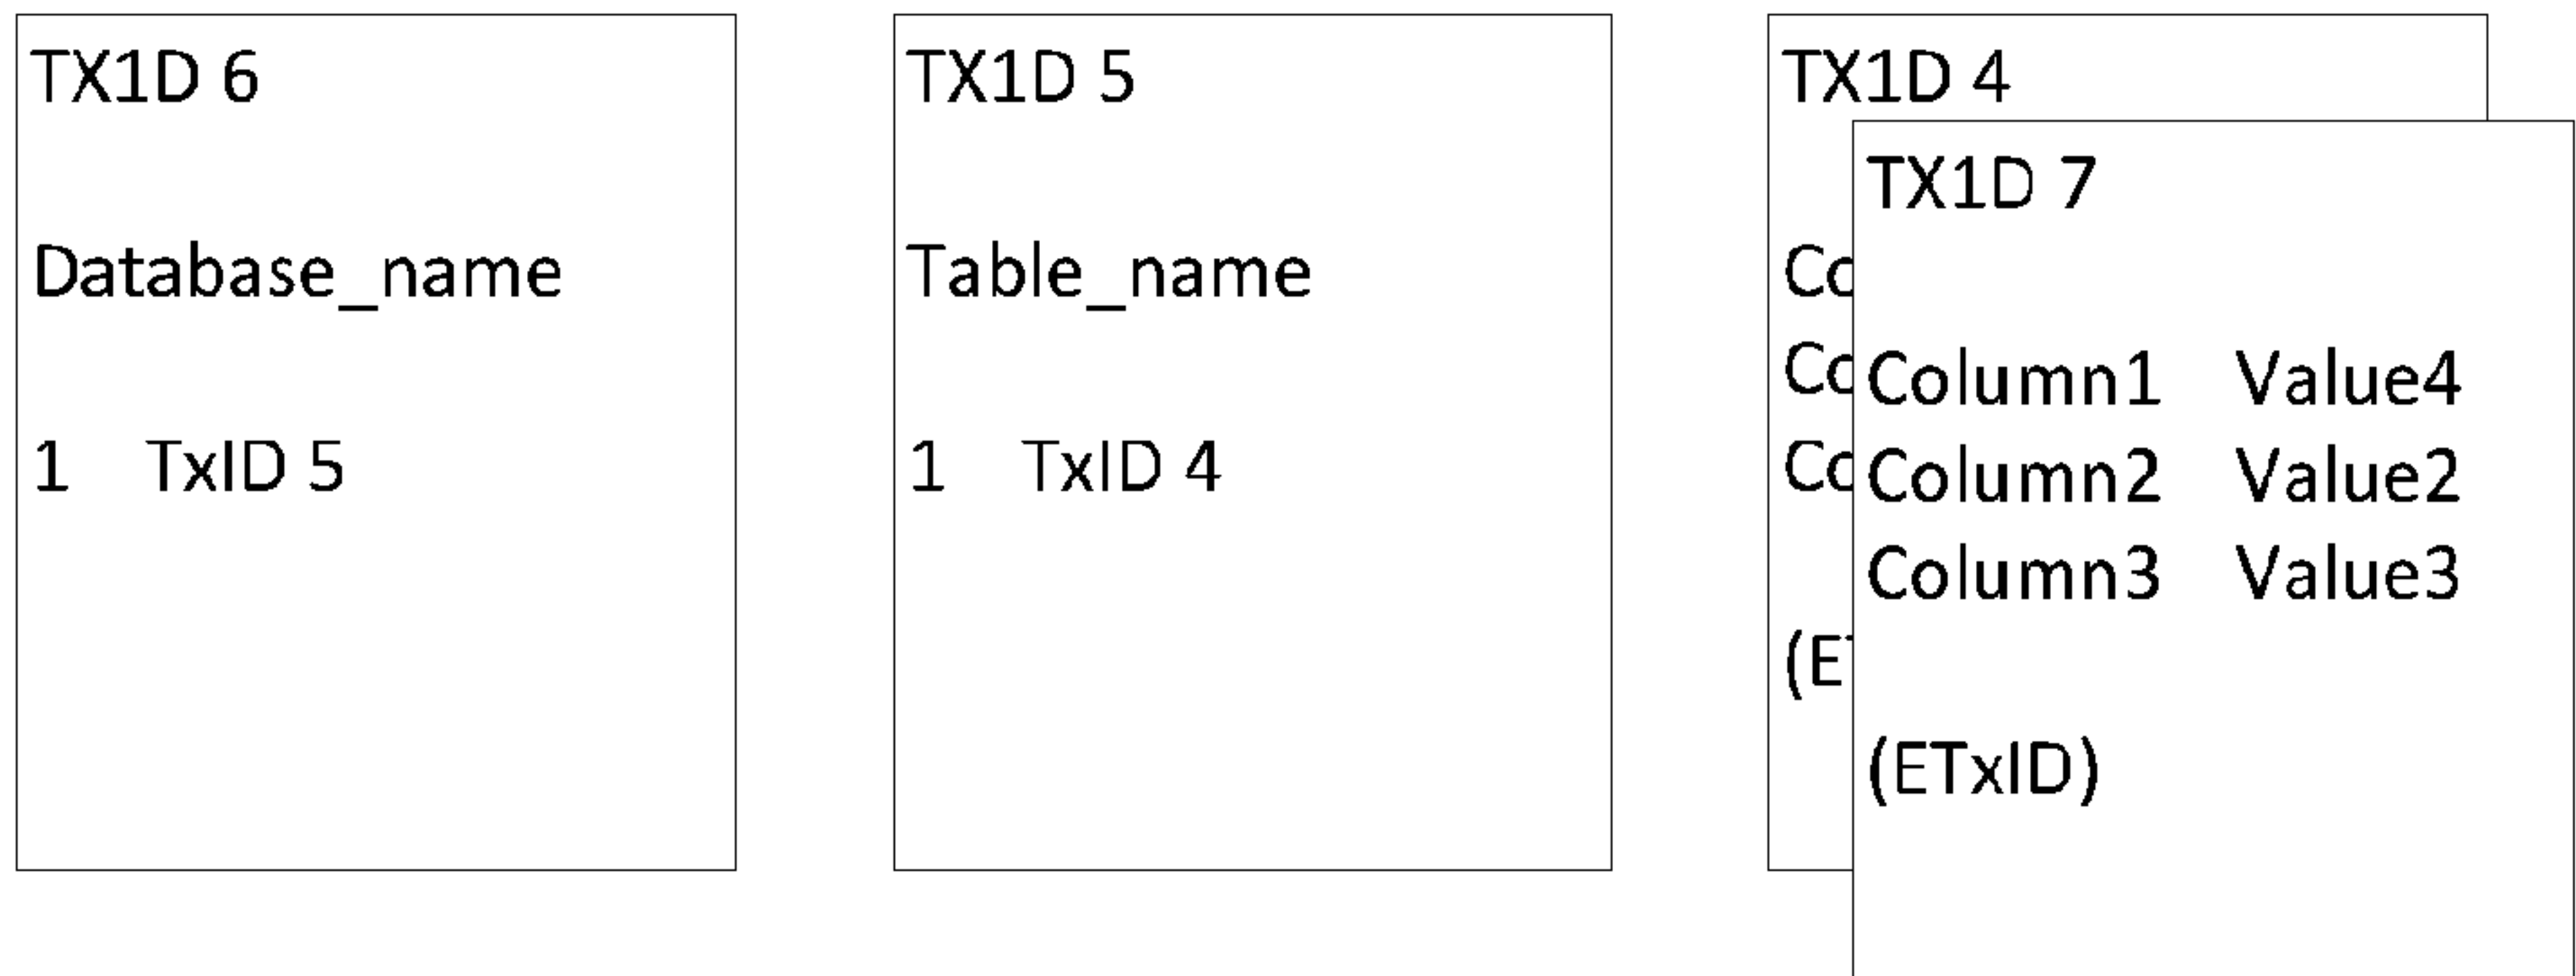 TX1D 6
Database_name
1 TxID 5
TX1D 5
Table_name
1 TxID 4
TX1D 4
TX1D 7
Column1 Value4
Column2 Value2
Column3 Value3
(ETxID)